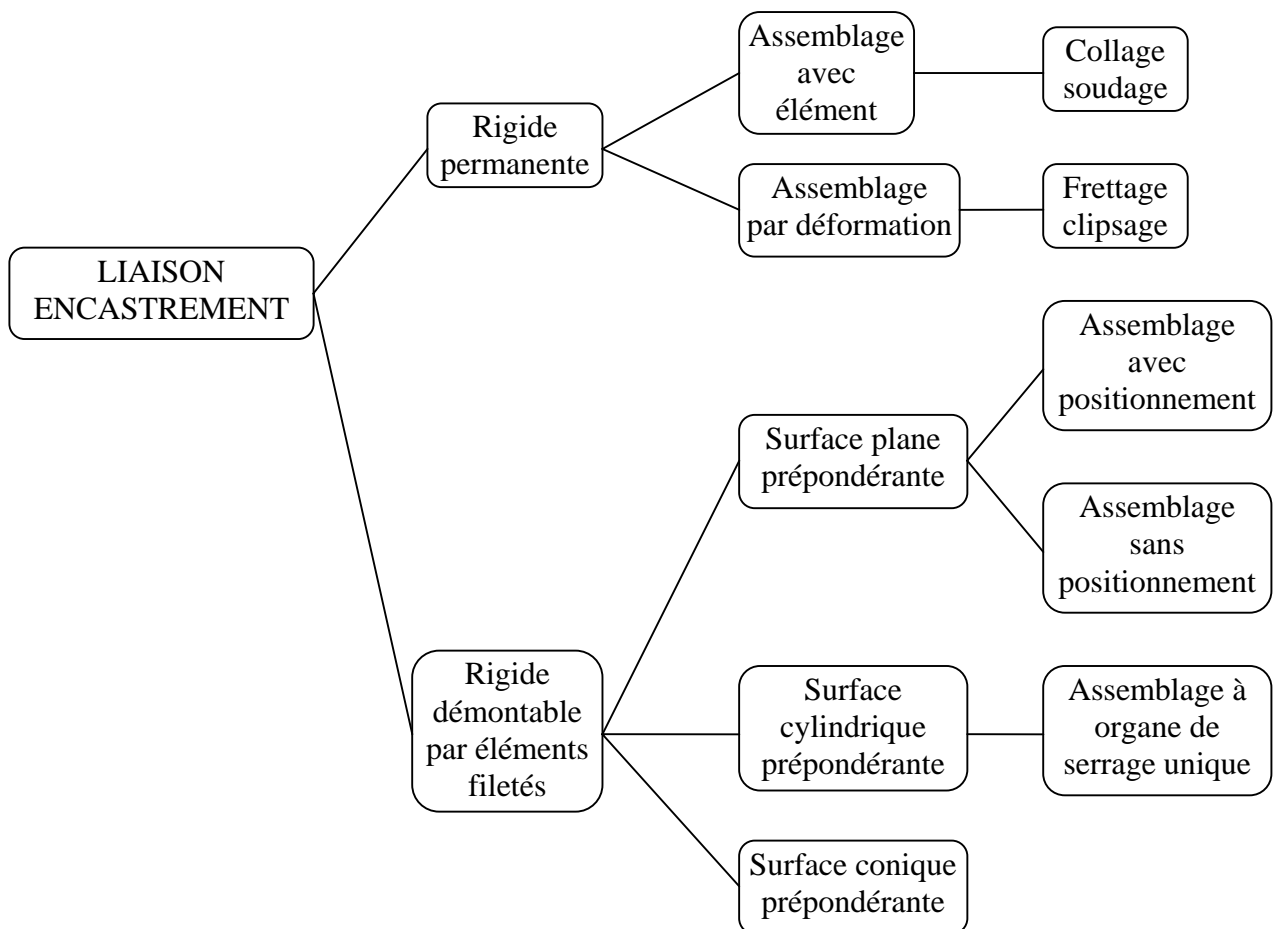 LIAISON
ENCASTREMENT
Rigide
permanente
Assemblage
avec
élément
Collage
soudage
Assemblage
par déformation
Frettage
clipsage
Rigide
démontable
par éléments
filetés
Surface plane
prépondérante
Assemblage
avec
positionnement
Assemblage
sans
positionnement
Surface
cylindrique
prépondérante
Assemblage à
organe de
serrage unique
Surface conique
prépondérante